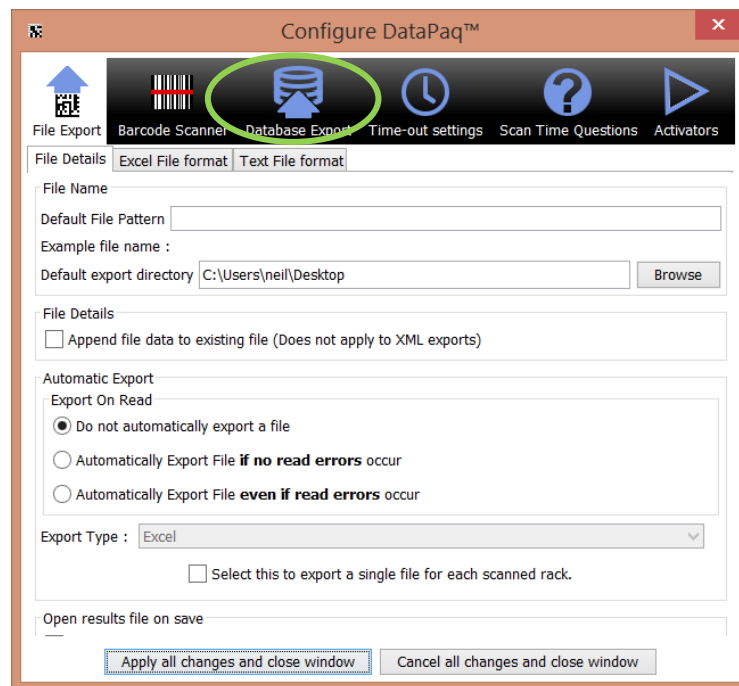 Configure DataPaq™
File Export Barcode Scanner Database Export Time-out settings Scan Time Questions Activators
File Details Excel File format Text File format
File Name
Default File Pattern
Example file name :
Default export directory C:\Users\neil\Desktop Browse
File Details
Append file data to existing file (Does not apply to XML exports)
Automatic Export
Export On Read
Do not automatically export a file
Automatically Export File if no read errors occur
Automatically Export File even if read errors occur
Export Type : Excel
Select this to export a single file for each scanned rack.
Open results file on save
Apply all changes and close window Cancel all changes and close window